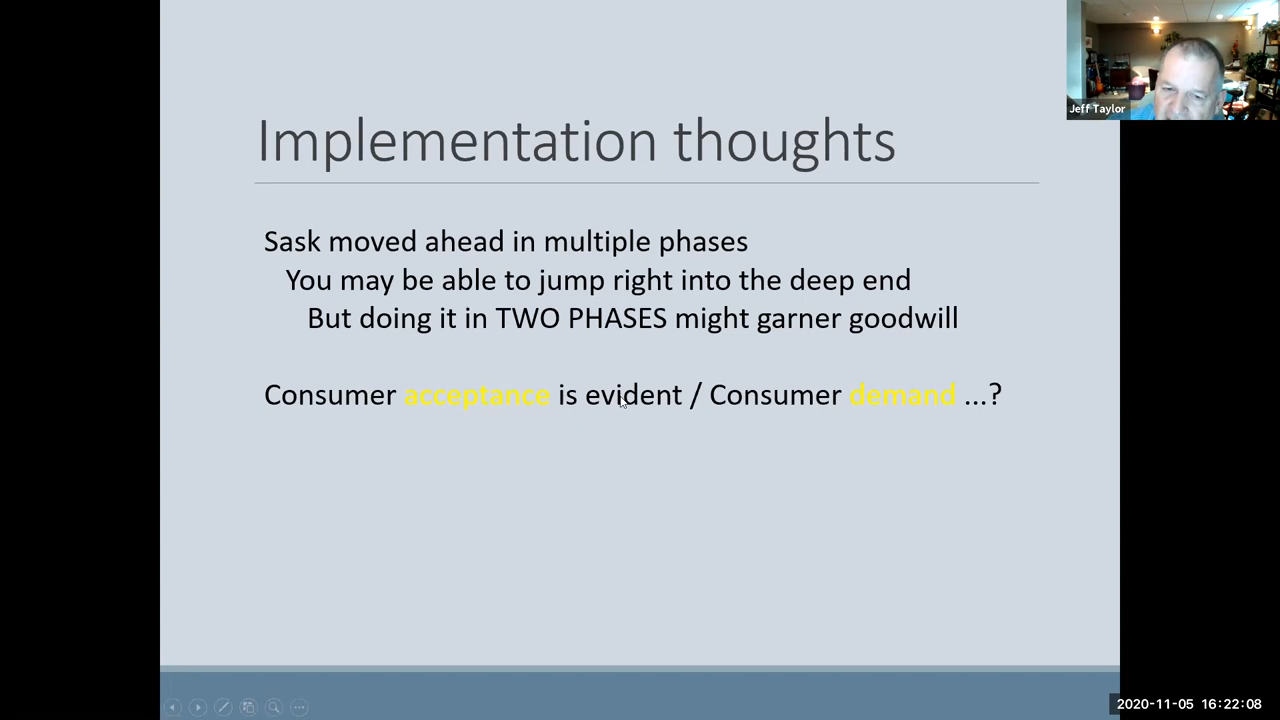 Jeff Taylor
Implementation thoughts
Sask moved ahead in multiple phases
You may be able to jump right into the deep end
But doing it in TWO PHASES might garner goodwill
Consumer acceptance is evident / Consumer demand ...?
2020-11-05 16:22:08